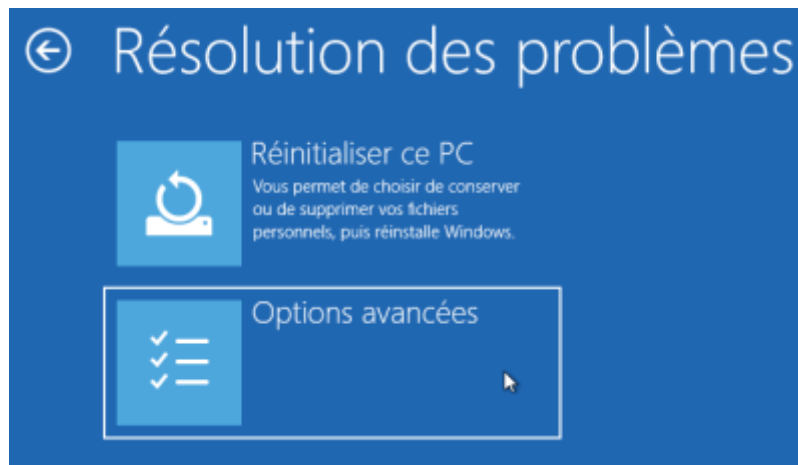 Résolution des problèmes
Réinitialiser ce PC
Vous permet de choisir de conserver
ou de supprimer vos fichiers
personnels, puis réinstalle Windows.
Options avancées